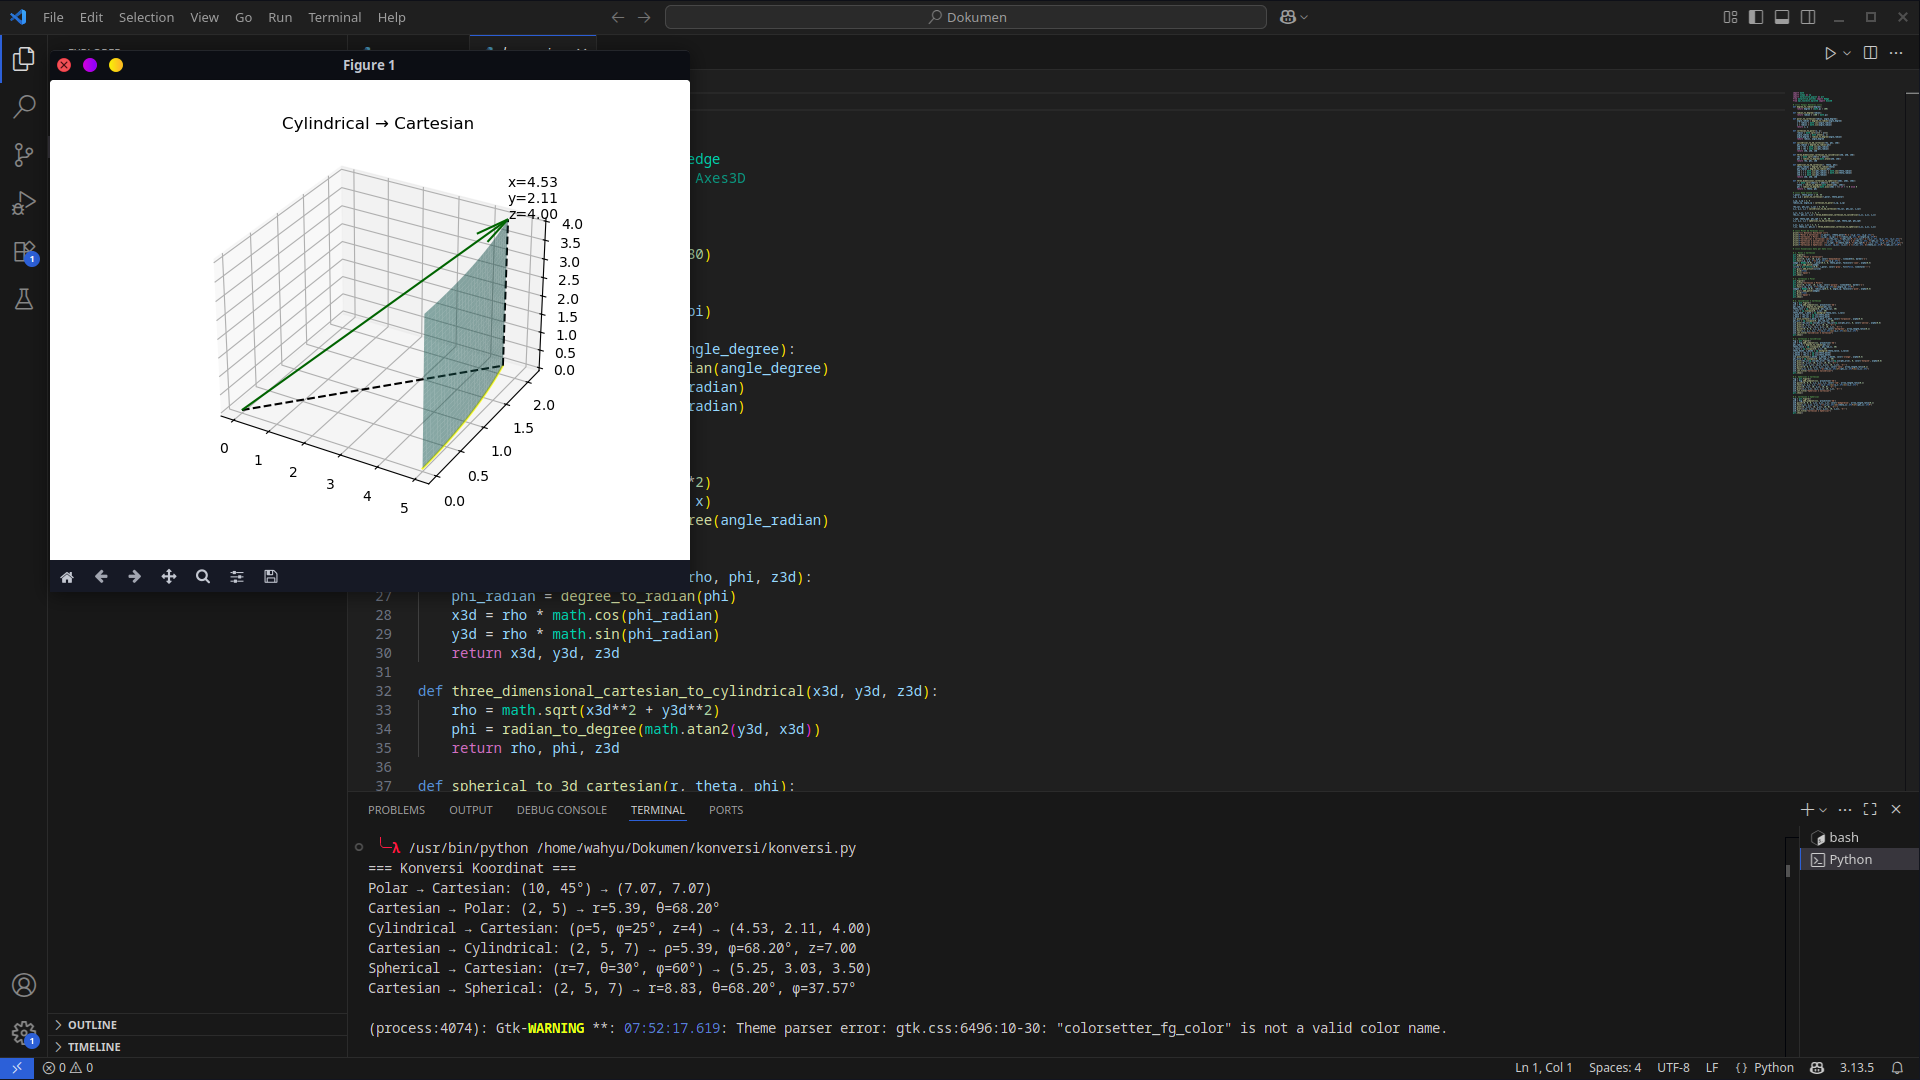 File Edit Selection View Go Run Terminal Help
Dokumen
Figure 1
Cylindrical → Cartesian
x=4.53
y=2.11
z=4.00
4.0
3.5
3.0
2.5
2.0
1.5
1.0
0.5
0.0
2.0
1.5
1.0
0.5
0.0
0
1
2
3
4
5
edge
Axes3D
80)
pi)
ngle_degree):
ian(angle_degree)
radian)
radian)
**2)
x)
ree(angle_radian)
rho, phi, z3d):
27 phi_radian = degree_to_radian(phi)
28 x3d = rho * math.cos(phi_radian)
29 y3d = rho * math.sin(phi_radian)
30 return x3d, y3d, z3d
31
32 def three_dimensional_cartesian_to_cylindrical(x3d, y3d, z3d):
33 rho = math.sqrt(x3d**2 + y3d**2)
34 phi = radian_to_degree(math.atan2(y3d, x3d))
35 return rho, phi, z3d
36
37 def spherical_to_3d_cartesian(r, theta, phi):
PROBLEMS OUTPUT DEBUG CONSOLE TERMINAL PORTS
λ /usr/bin/python /home/wahyu/Dokumen/konversi/konversi.py
=== Konversi Koordinat ===
Polar → Cartesian: (10, 45°) → (7.07, 7.07)
Cartesian → Polar: (2, 5) → r=5.39, θ=68.20°
Cylindrical → Cartesian: (ρ=5, φ=25°, z=4) → (4.53, 2.11, 4.00)
Cartesian → Cylindrical: (2, 5, 7) → ρ=5.39, φ=68.20°, z=7.00
Spherical → Cartesian: (r=7, θ=30°, φ=60°) → (5.25, 3.03, 3.50)
Cartesian → Spherical: (2, 5, 7) → r=8.83, θ=68.20°, φ=37.57°
(process:4074): Gtk-WARNING **: 07:52:17.619: Theme parser error: gtk.css:6496:10-30: "colorsetter_fg_color" is not a valid color name.
bash
Python
1
1
OUTLINE
TIMELINE
0 0
Ln 1, Col 1 Spaces: 4 UTF-8 LF {} Python 3.13.5